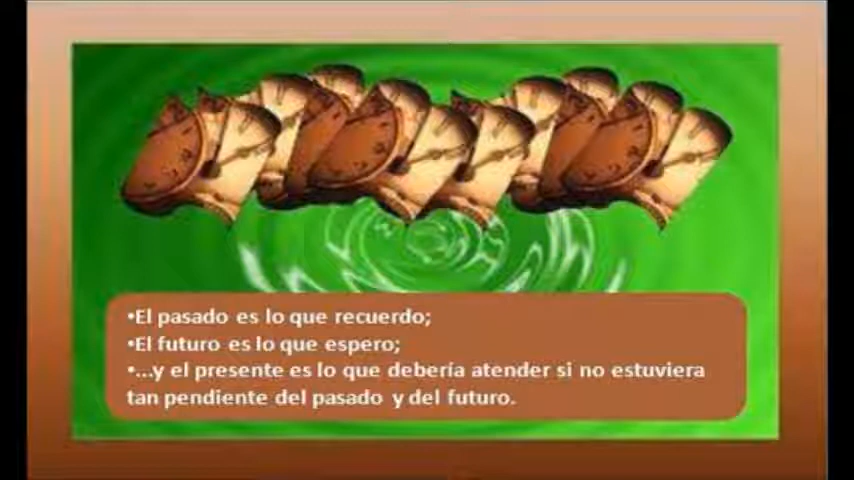 •El pasado es lo que recuerdo;
•El futuro es lo que espero;
•...y el presente es lo que debería atender si no estuviera
tan pendiente del pasado y del futuro.